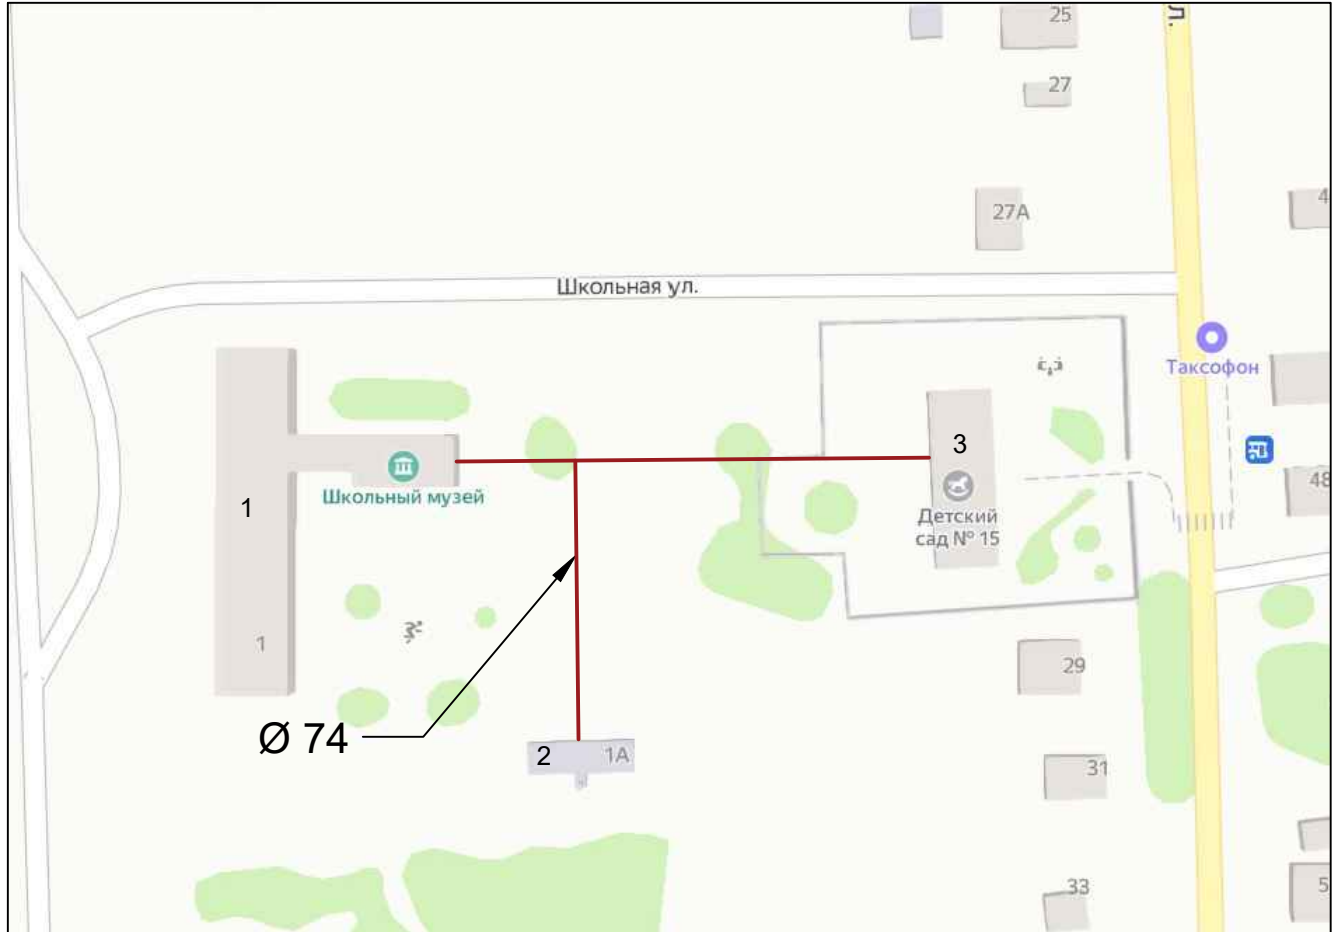 л.
25
27
27А
4
Школьная ул.
Таксофон
3
Школьный музей
1
48
Детский
сад № 15
1
29
Ø 74
2
1А
31
33
5